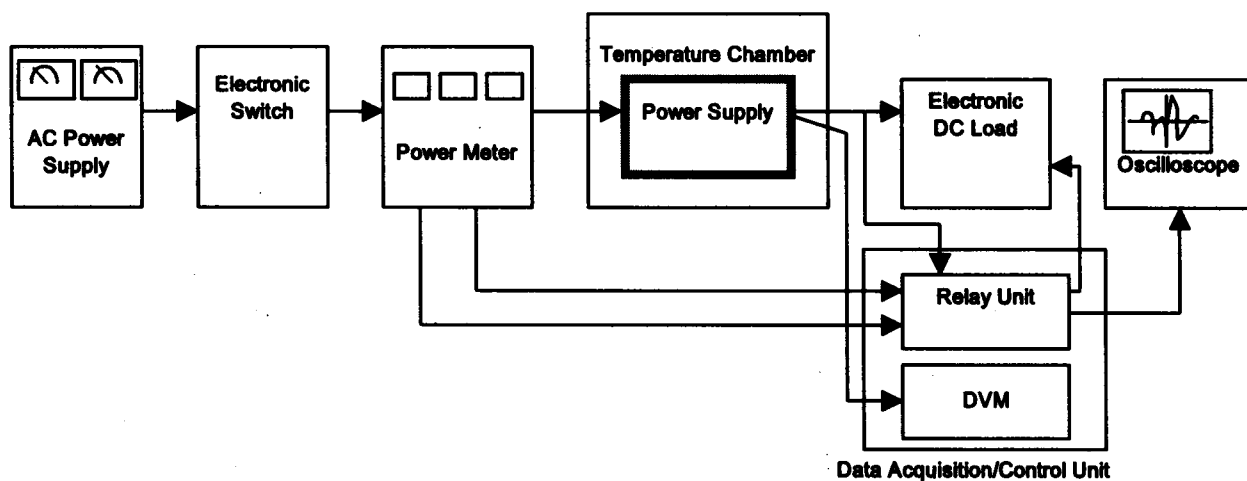 AC Power
Supply
Electronic
Switch
Power Meter
Temperature Chamber
Power Supply
Electronic
DC Load
Oscilloscope
Relay Unit
DVM
Data Acquisition/Control Unit